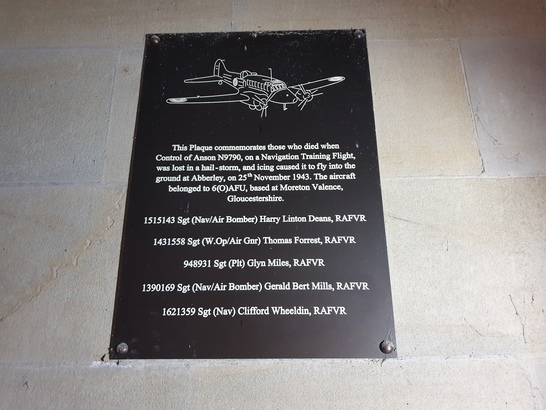 This Plaque commemorates those who died when
Control of Anson N9790, on a Navigation Training Flight,
was lost in a hail-storm, and icing caused it to fly into the
ground at Abberley, on 25th November 1943. The aircraft
belonged to 6(O)AFU, based at Moreton Valence,
Gloucestershire.
1515143 Sgt (Nav/Air Bomber) Harry Linton Deans, RAFVR
1431558 Sgt (W.Op/Air Gnr) Thomas Forrest, RAFVR
948931 Sgt (Plt) Glyn Miles, RAFVR
1390169 Sgt (Nav/Air Bomber) Gerald Bert Mills, RAFVR
1621359 Sgt (Nav) Clifford Wheeldin, RAFVR